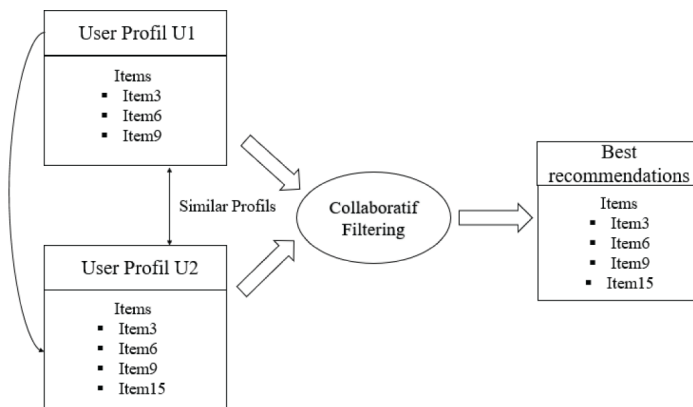 User Profil U1
Items
▪ Item3
▪ Item6
▪ Item9
Similar Profils
User Profil U2
Items
▪ Item3
▪ Item6
▪ Item9
▪ Item15
Collaboratif
Filtering
Best
recommendations
Items
▪ Item3
▪ Item6
▪ Item9
▪ Item15